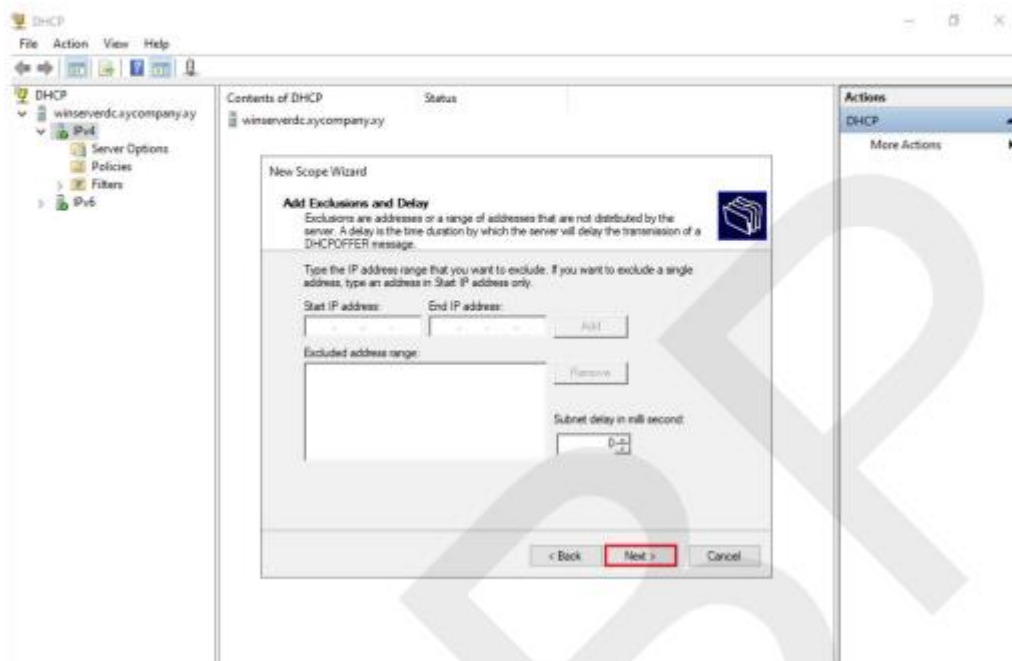 DHCP
File Action View Help
DHCP
winserverdc.xycompany.xy
IPv4
Server Options
Policies
Filters
IPv6
Contents of DHCP Status
winserverdc.xycompany.xy
New Scope Wizard
Add Exclusions and Delay
Exclusions are addresses or a range of addresses that are not distributed by the
server. A delay is the time duration by which the server will delay the transmission of a
DHCPOFFER message.
Type the IP address range that you want to exclude. If you want to exclude a single
address, type an address in Start IP address only.
Start IP address: End IP address:
Add
Excluded address range:
Remove
Subnet delay in milli second:
0
< Back Next > Cancel
Actions
DHCP
More Actions